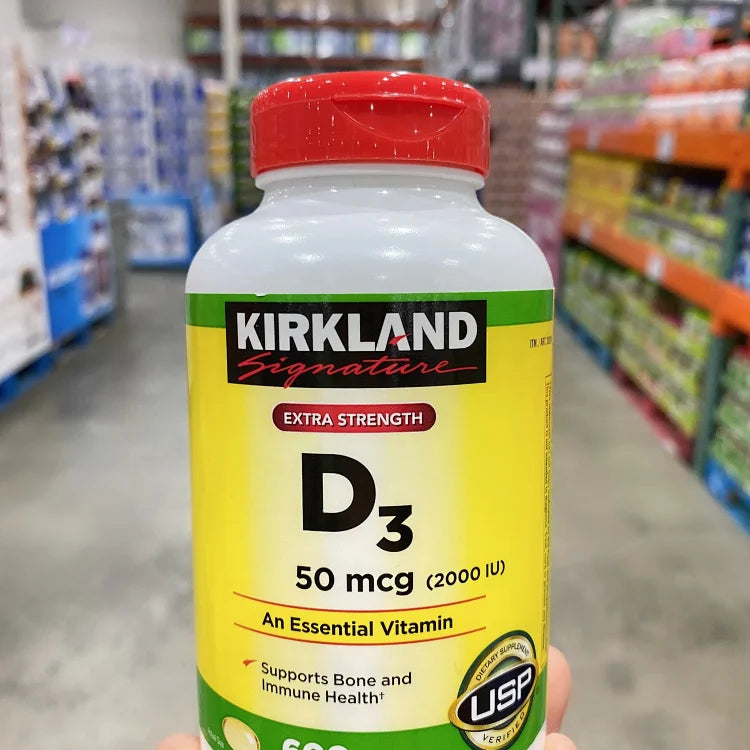 KIRKLAND
Signature
EXTRA STRENGTH
D3
50 mcg (2000 IU)
An Essential Vitamin
Supports Bone and
Immune Health†
DIETARY SUPPLEMENT
USP
VERIFIED